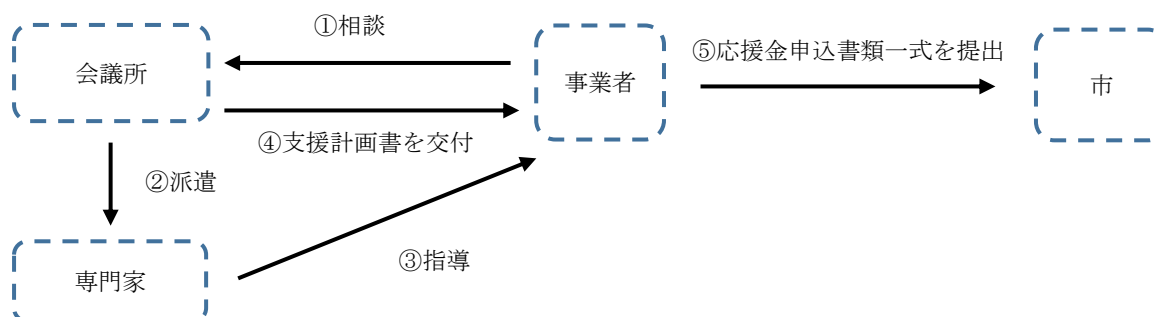 ①相談
⑤応援金申込書類一式を提出
会議所
事業者
市
④支援計画書を交付
②派遣
③指導
専門家